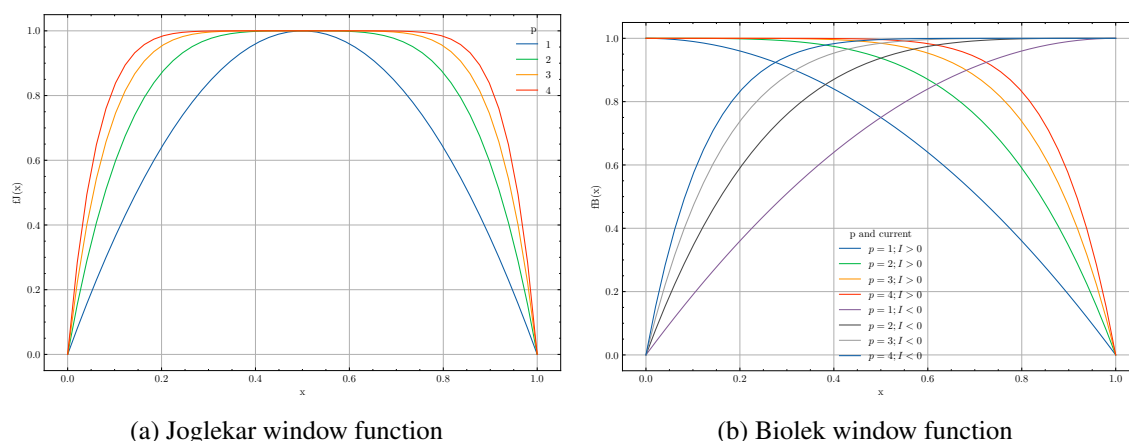 p
1
2
3
4
1.0
0.8
0.6
0.4
0.2
0.0
fJ(x)
0.0 0.2 0.4 0.6 0.8 1.0
x
(a) Joglekar window function
1.0
0.8
0.6
0.4
0.2
0.0
fB(x)
p and current
p = 1; I > 0
p = 2; I > 0
p = 3; I > 0
p = 4; I > 0
p = 1; I < 0
p = 2; I < 0
p = 3; I < 0
p = 4; I < 0
0.0 0.2 0.4 0.6 0.8 1.0
x
(b) Biolek window function